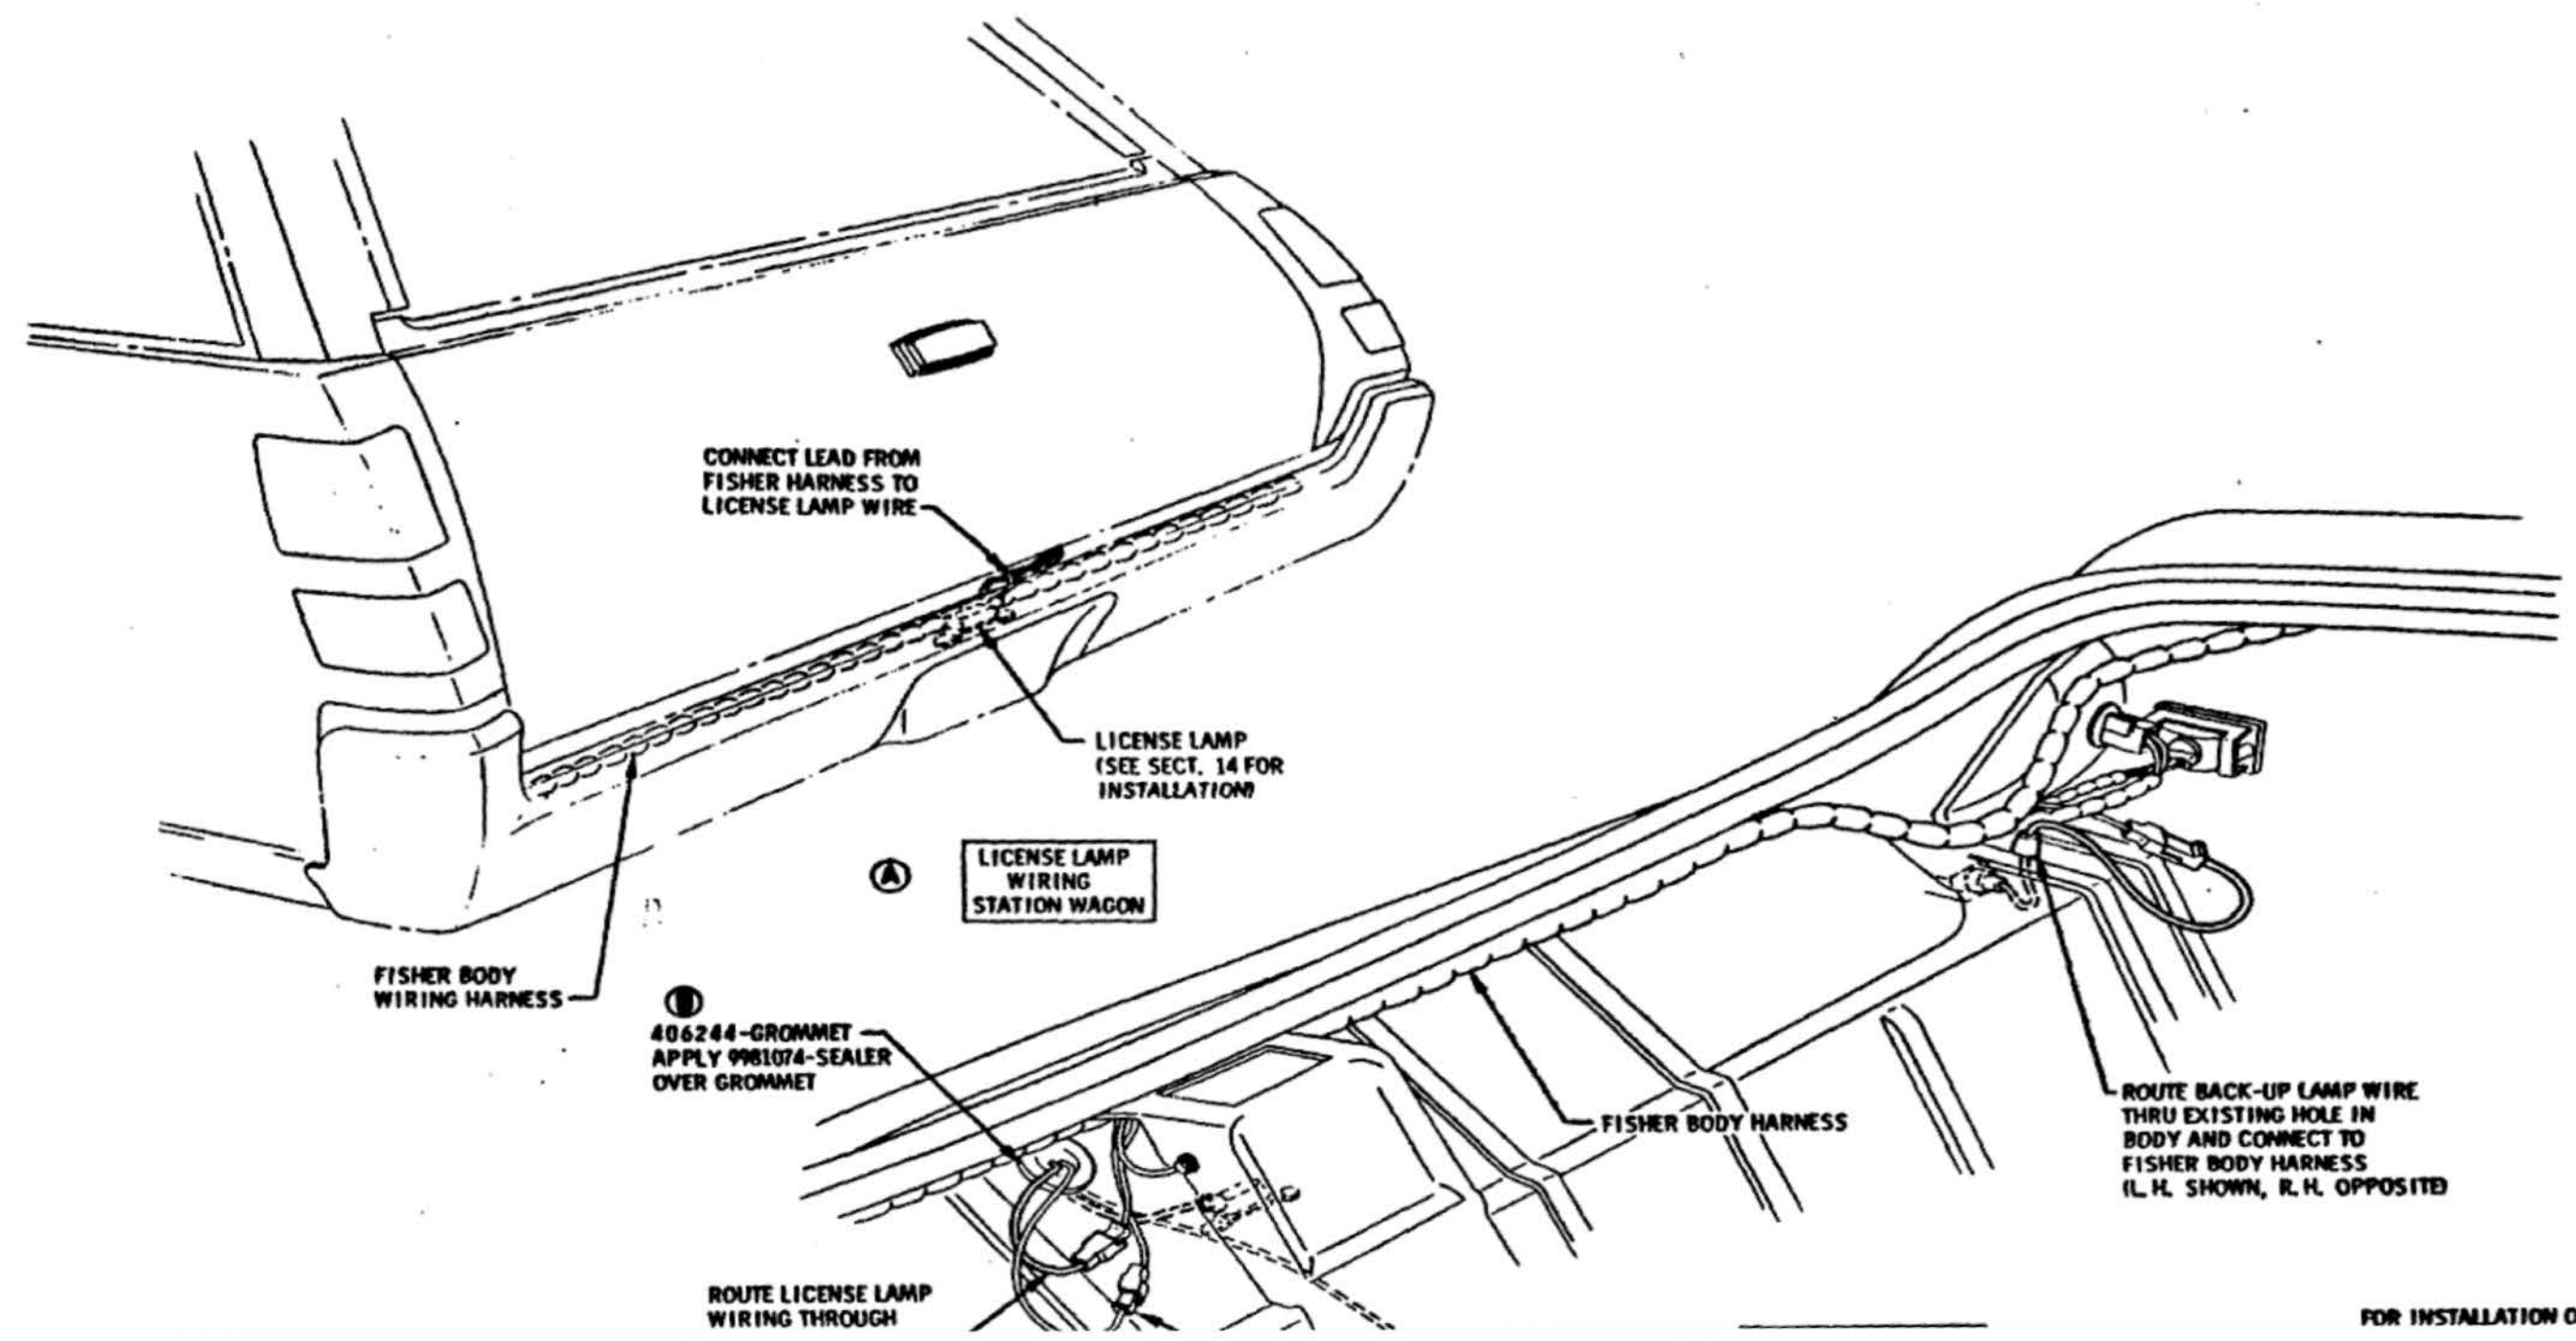 CONNECT LEAD FROM
FISHER HARNESS TO
LICENSE LAMP WIRE
LICENSE LAMP
(SEE SECT. 14 FOR
INSTALLATION)
A
LICENSE LAMP
WIRING
STATION WAGON
FISHER BODY
WIRING HARNESS
406244-GROMMET
APPLY 9981074-SEALER
OVER GROMMET
FISHER BODY HARNESS
ROUTE BACK-UP LAMP WIRE
THRU EXISTING HOLE IN
BODY AND CONNECT TO
FISHER BODY HARNESS
(L.H. SHOWN, R.H. OPPOSITE)
ROUTE LICENSE LAMP
WIRING THROUGH
FOR INSTALLATION O